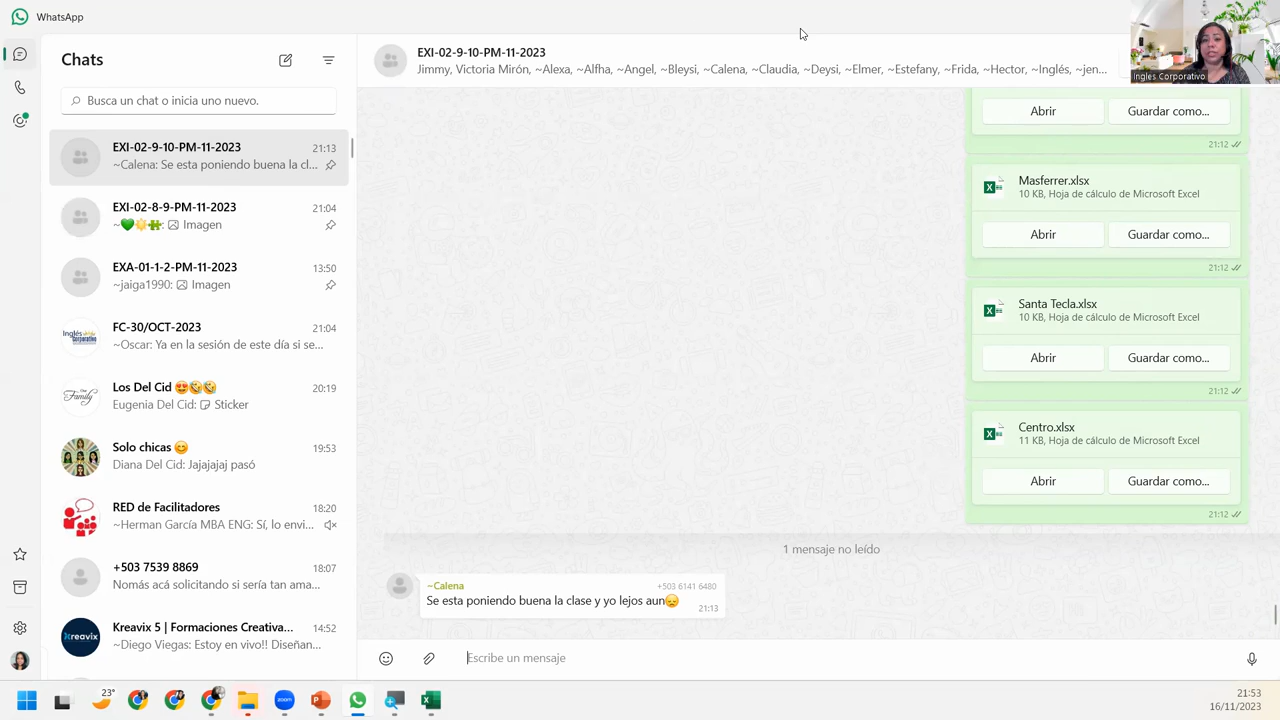 WhatsApp
Chats
Busca un chat o inicia uno nuevo.
EXI-02-9-10-PM-11-2023
21:13
~Calena: Se esta poniendo buena la cl...
EXI-02-8-9-PM-11-2023
21:04
~💚🌞🧩: Imagen
EXA-01-1-2-PM-11-2023
13:50
~jaiga1990: Imagen
FC-30/OCT-2023
21:04
~Oscar: Ya en la sesión de este día si se...
Los Del Cid 😍🤣🤣
20:19
Eugenia Del Cid: Sticker
Solo chicas 😊
19:53
Diana Del Cid: Jajajajaj pasó
RED de Facilitadores
18:20
~Herman García MBA ENG: Sí, lo envi...
+503 7539 8869
18:07
Nomás acá solicitando si sería tan ama...
Kreavix 5 | Formaciones Creativa...
14:52
~Diego Viegas: Estoy en vivo!! Diseñan...
EXI-02-9-10-PM-11-2023
Jimmy, Victoria Mirón, ~Alexa, ~Alfha, ~Angel, ~Bleysi, ~Calena, ~Claudia, ~Deysi, ~Elmer, ~Estefany, ~Frida, ~Hector, ~Inglés, ~jen...
Ingles Corporativo
Abrir
Guardar como...
21:12
Masferrer.xlsx
10 KB, Hoja de cálculo de Microsoft Excel
Abrir
Guardar como...
21:12
Santa Tecla.xlsx
10 KB, Hoja de cálculo de Microsoft Excel
Abrir
Guardar como...
21:12
Centro.xlsx
11 KB, Hoja de cálculo de Microsoft Excel
Abrir
Guardar como...
21:12
1 mensaje no leído
~Calena
+503 6141 6480
Se esta poniendo buena la clase y yo lejos aun😞
21:13
Escribe un mensaje
23°
21:53
16/11/2023